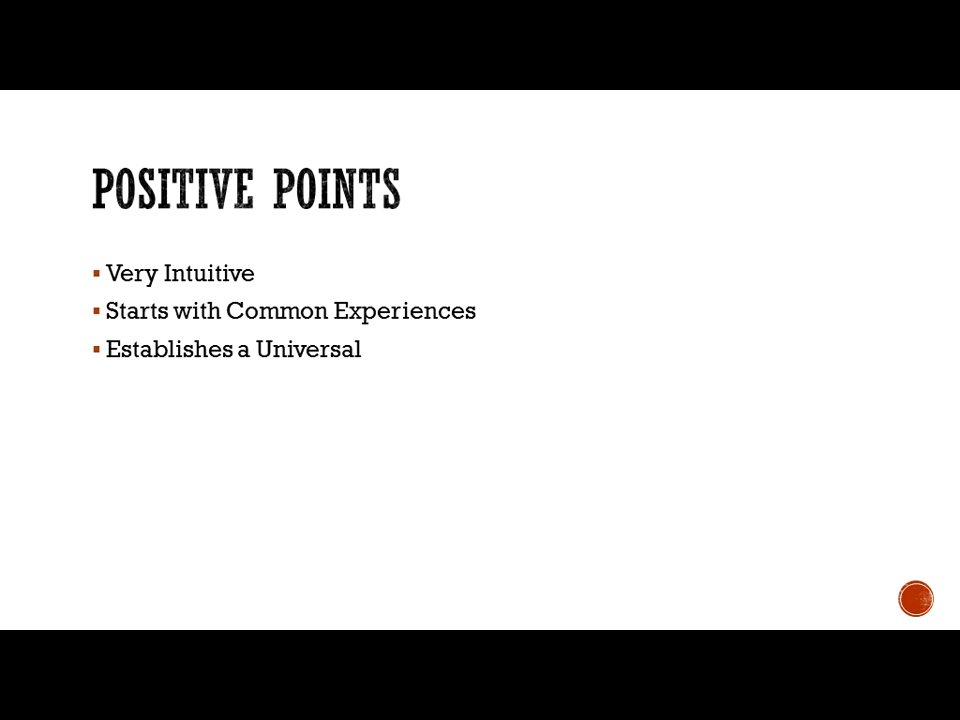 POSITIVE POINTS
Very Intuitive
Starts with Common Experiences
Establishes a Universal